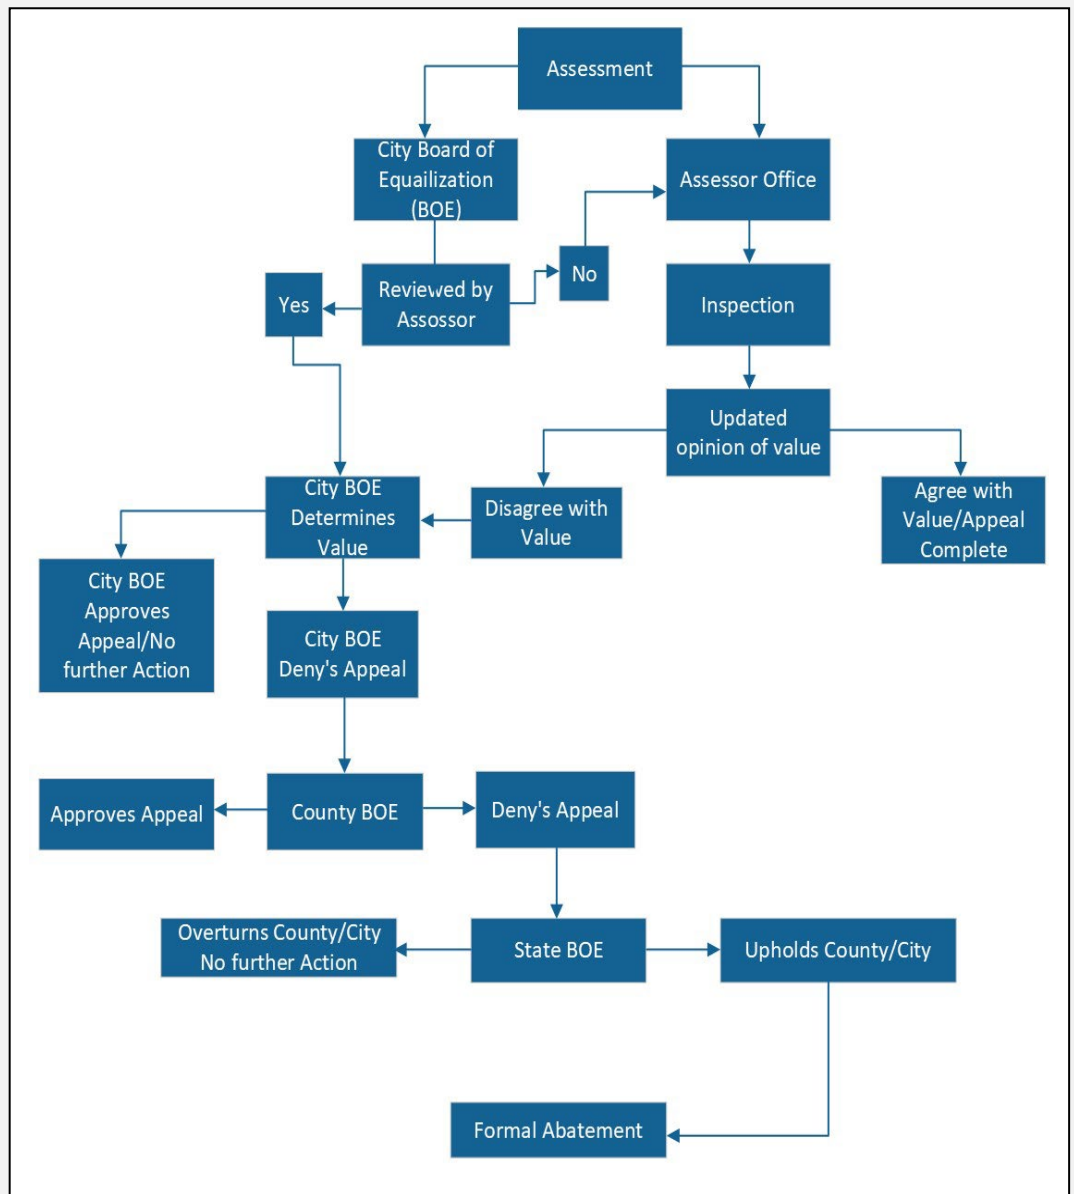 Assessment
City Board of
Equailization
(BOE)
Assessor Office
No
Yes
Reviewed by
Assossor
Inspection
Updated
opinion of value
City BOE
Determines
Value
Disagree with
Value
Agree with
Value/Appeal
Complete
City BOE
Approves
Appeal/No
further Action
City BOE
Deny's Appeal
Approves Appeal
County BOE
Deny's Appeal
Overturns County/City
No further Action
State BOE
Upholds County/City
Formal Abatement